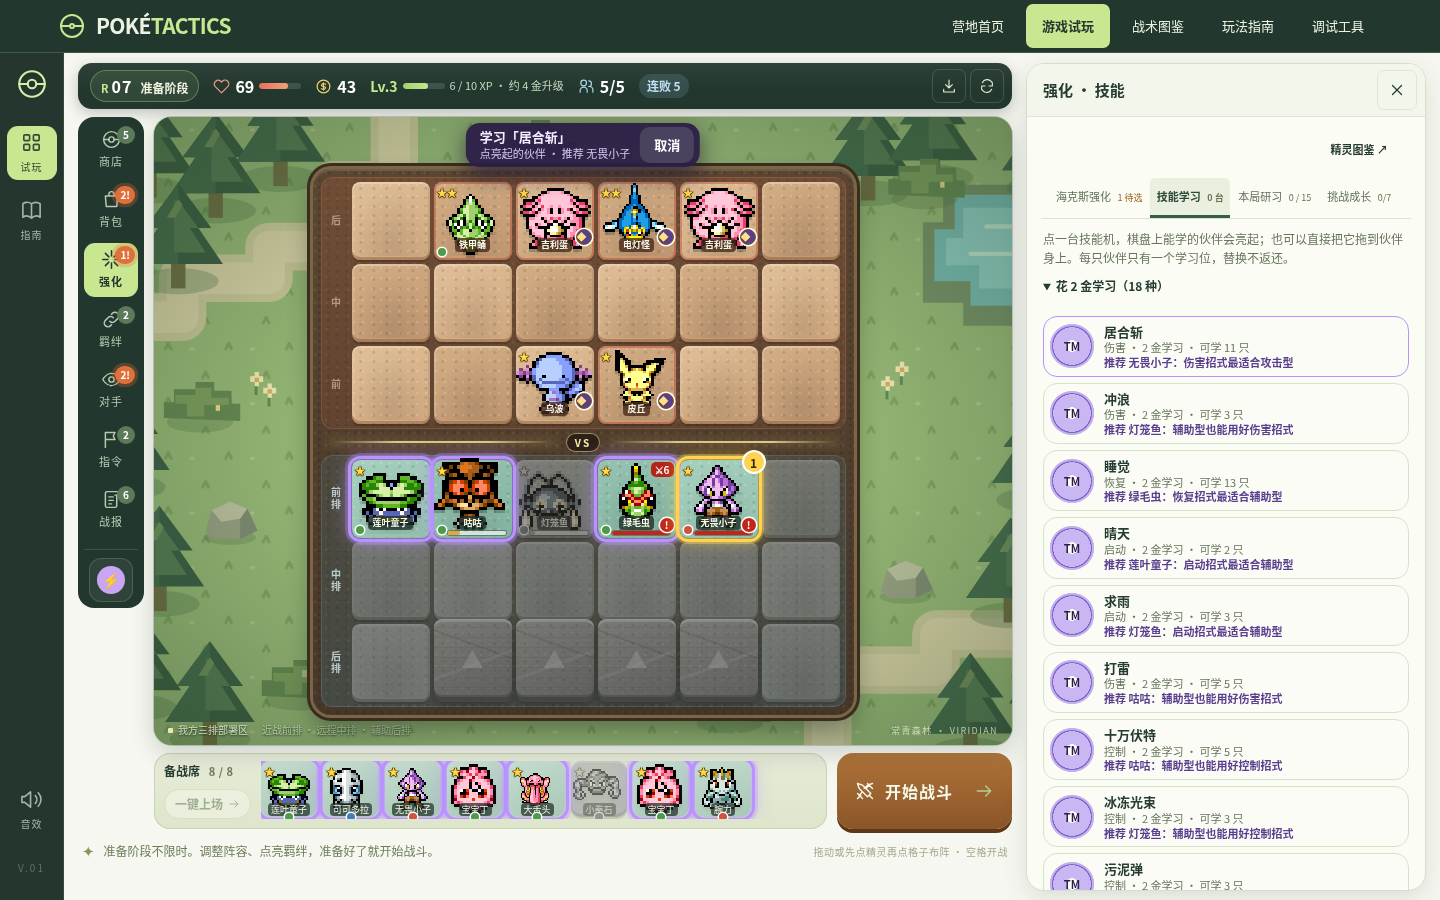 POKÉTACTICS
营地首页
游戏试玩
战术图鉴
玩法指南
调试工具
试玩
指南
音效
V.01
R 07 准备阶段
69
43
Lv.3
6 / 10 XP · 约 4 金升级
5/5
连败 5
商店
5
背包
2!
强化
1!
羁绊
2
对手
2!
指令
2
战报
6
学习「居合斩」
点亮起的伙伴 · 推荐 无畏小子
取消
后
铁甲蛹
吉利蛋
电灯怪
吉利蛋
中
前
乌波
皮丘
VS
前排
莲叶童子
咕咕
灯笼鱼
6
绿毛虫
!
1
无畏小子
!
中排
后排
我方三排部署区
近战前排 · 远程中排 · 辅助后排
常青森林 · VIRIDIAN
备战席 8 / 8
一键上场 →
莲叶童子
可可多拉
无畏小子
宝宝丁
大舌头
小拳石
宝宝丁
腕力
开始战斗 →
准备阶段不限时。调整阵容、点亮羁绊，准备好了就开始战斗。
拖动或先点精灵再点格子布阵 · 空格开战
强化 · 技能
精灵图鉴 ↗
海克斯强化 1 待选
技能学习 0 台
本局研习 0 / 15
挑战成长 0/7
点一台技能机，棋盘上能学的伙伴会亮起；也可以直接把它拖到伙伴
身上。每只伙伴只有一个学习位，替换不返还。
▼ 花 2 金学习（18 种）
TM
居合斩
伤害 · 2 金学习 · 可学 11 只
推荐 无畏小子：伤害招式最适合攻击型
TM
冲浪
伤害 · 2 金学习 · 可学 3 只
推荐 灯笼鱼：辅助型也能用好伤害招式
TM
睡觉
恢复 · 2 金学习 · 可学 13 只
推荐 绿毛虫：恢复招式最适合辅助型
TM
晴天
启动 · 2 金学习 · 可学 2 只
推荐 莲叶童子：启动招式最适合辅助型
TM
求雨
启动 · 2 金学习 · 可学 3 只
推荐 灯笼鱼：启动招式最适合辅助型
TM
打雷
伤害 · 2 金学习 · 可学 5 只
推荐 咕咕：辅助型也能用好伤害招式
TM
十万伏特
控制 · 2 金学习 · 可学 5 只
推荐 咕咕：辅助型也能用好控制招式
TM
冰冻光束
控制 · 2 金学习 · 可学 3 只
推荐 灯笼鱼：辅助型也能用好控制招式
TM
污泥弹
控制 · 2 金学习 · 可学 3 只